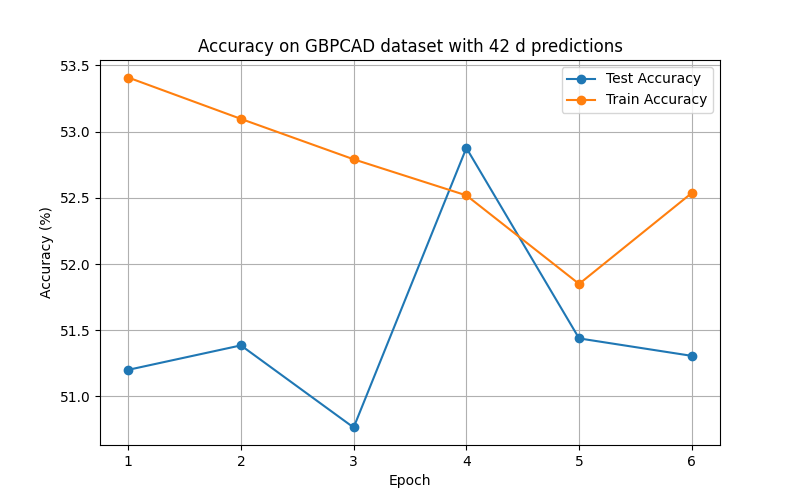 Accuracy on GBPCAD dataset with 42 d predictions
Test Accuracy
Train Accuracy
Accuracy (%)
53.5
53.0
52.5
52.0
51.5
51.0
1 2 3 4 5 6
Epoch